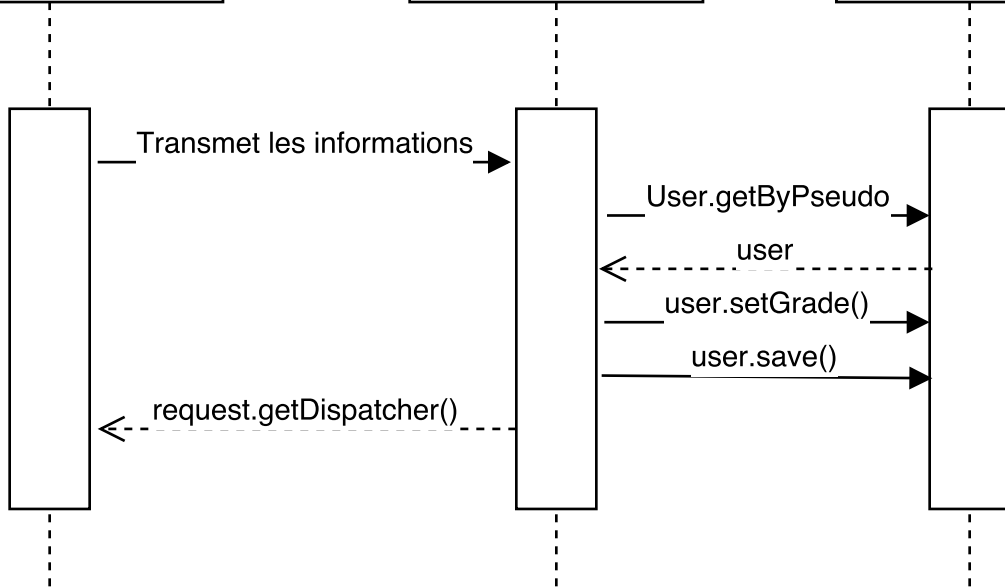 Transmet les informations
User.getByPseudo
user
user.setGrade()
user.save()
request.getDispatcher()